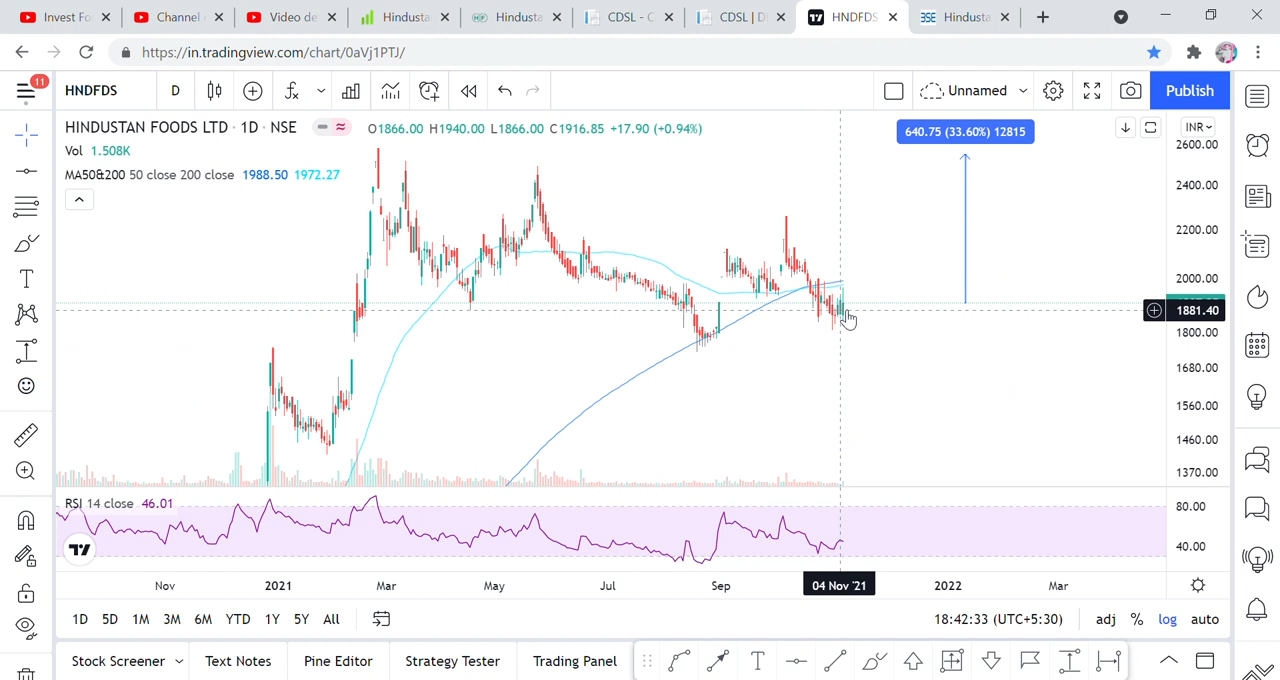 Invest Fo
Channel
Video de
Hindusta
Hindusta
CDSL - C
CDSL | D
HNDFDS
Hindusta
https://in.tradingview.com/chart/0aVj1PTJ/
11
HNDFDS
D
Unnamed
Publish
HINDUSTAN FOODS LTD · 1D · NSE
O1866.00 H1940.00 L1866.00 C1916.85 +17.90 (+0.94%)
640.75 (33.60%) 12815
INR
Vol 1.508K
MA50&200 50 close 200 close 1988.50 1972.27
2600.00
2400.00
2200.00
2000.00
1881.40
1800.00
1680.00
1560.00
1460.00
1370.00
RSI 14 close 46.01
80.00
40.00
Nov 2021 Mar May Jul Sep 04 Nov '21 2022 Mar
1D 5D 1M 3M 6M YTD 1Y 5Y All
18:42:33 (UTC+5:30) adj % log auto
Stock Screener Text Notes Pine Editor Strategy Tester Trading Panel
T